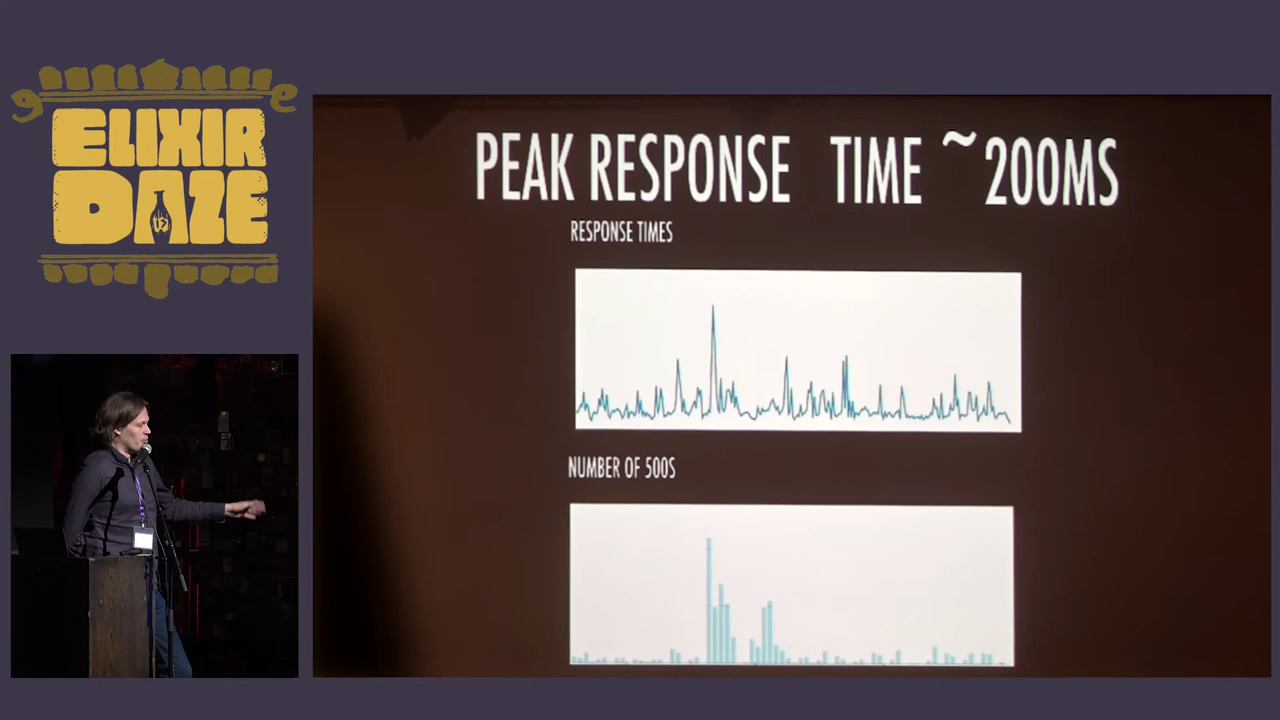 ELIXIR
DAZE
PEAK RESPONSE TIME ~200MS
RESPONSE TIMES
NUMBER OF 500S